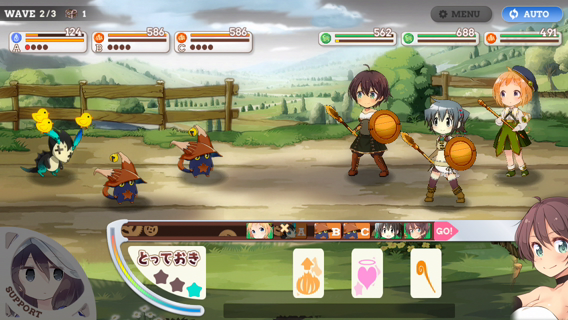 WAVE 2/3 1
MENU
AUTO
124
586
586
562
688
491
A
B
C
A B C GO!
とっておき
SUPPORT